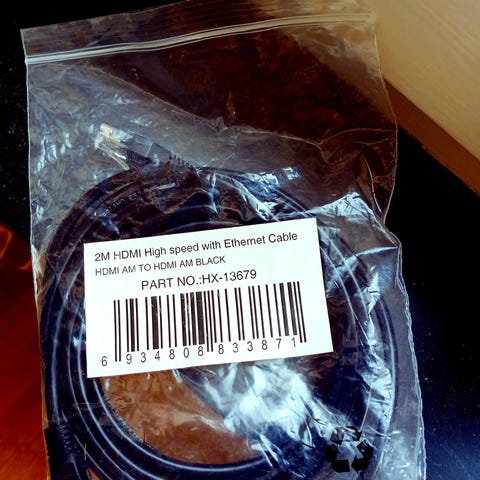 2M HDMI High speed with Ethernet Cable
HDMI AM TO HDMI AM BLACK
PART NO.:HX-13679
6 934808 833871